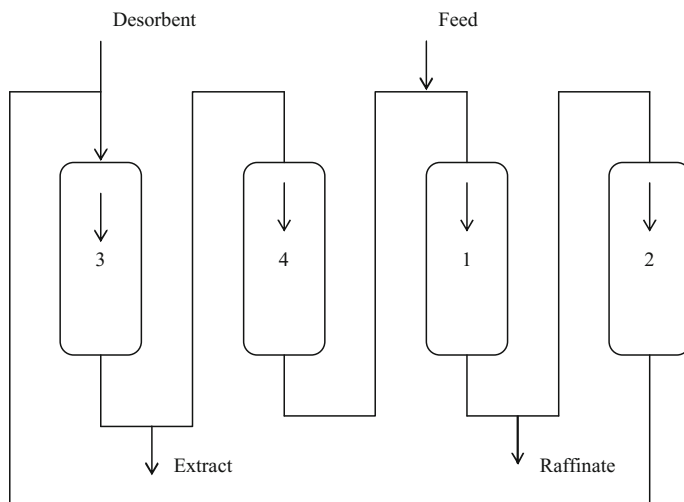 Desorbent
Feed
3
4
1
2
Extract
Raffinate